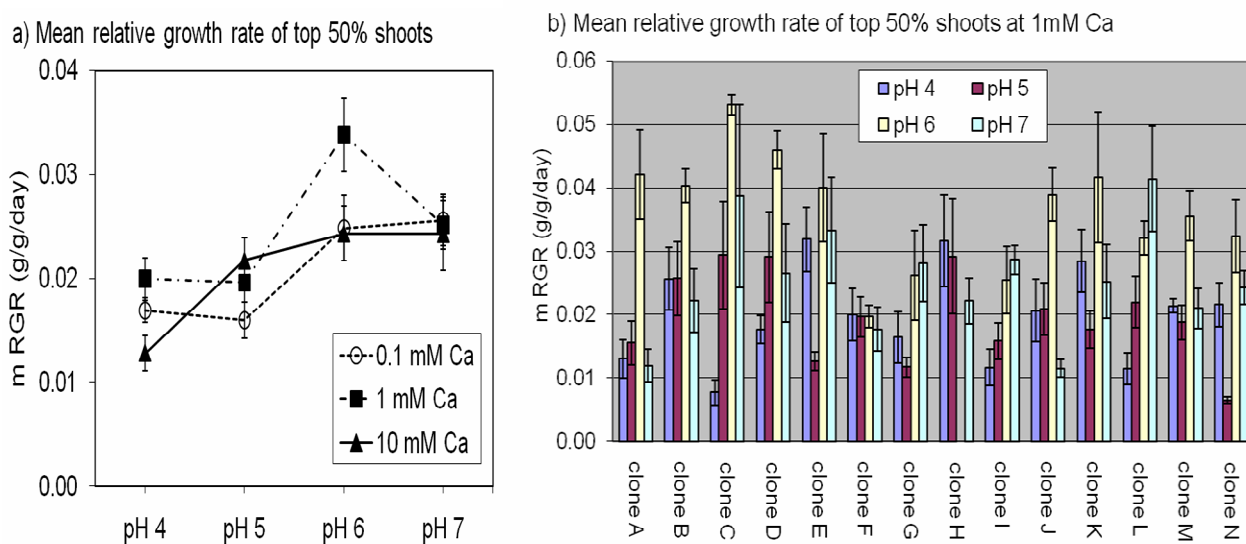 a) Mean relative growth rate of top 50% shoots
0.04
0.03
0.02
0.01
0.00
m RGR (g/g/day)
pH 4
pH 5
pH 6
pH 7
0.1 mM Ca
1 mM Ca
10 mM Ca
b) Mean relative growth rate of top 50% shoots at 1mM Ca
0.06
0.05
0.04
0.03
0.02
0.01
0.00
m RGR (g/g/day)
pH 4
pH 5
pH 6
pH 7
clone A
clone B
clone C
clone D
clone E
clone F
clone G
clone H
clone I
clone J
clone K
clone L
clone M
clone N